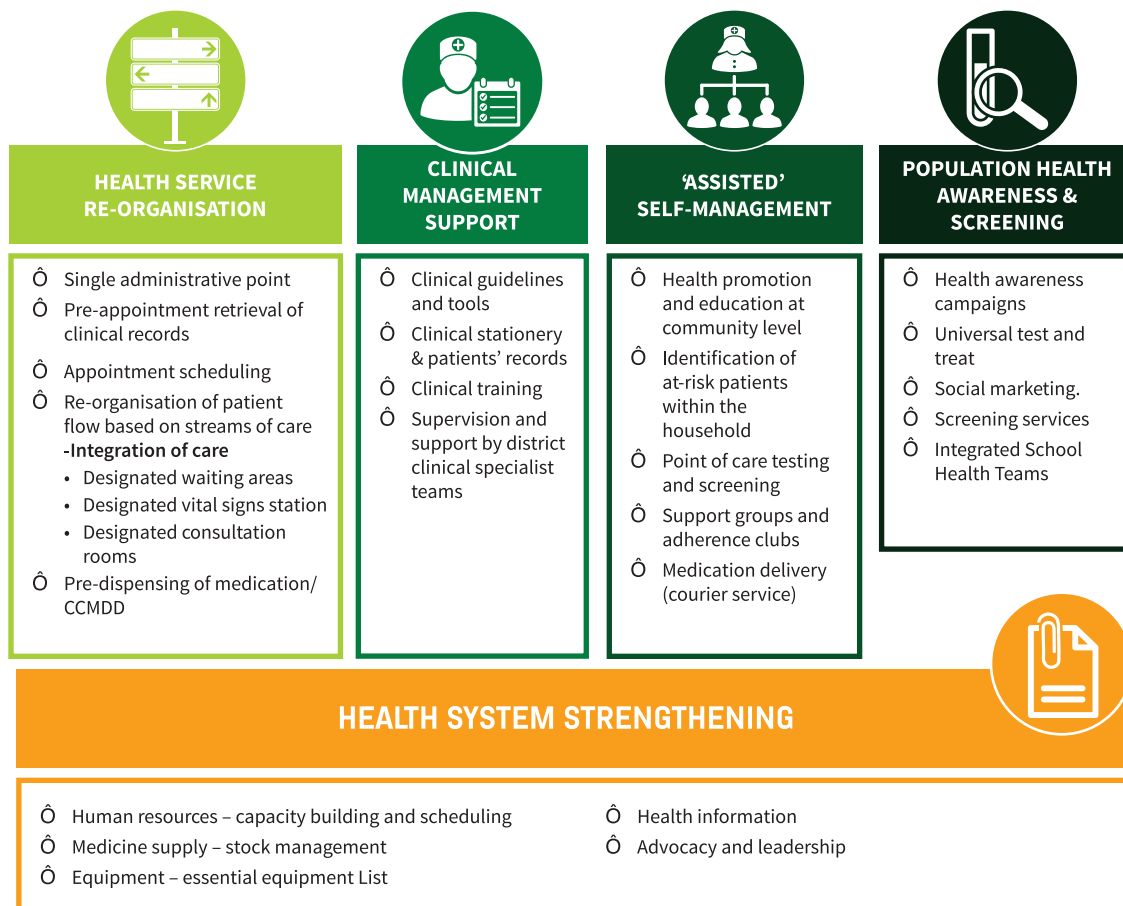 HEALTH SERVICE
RE-ORGANISATION
Ô Single administrative point
Ô Pre-appointment retrieval of
clinical records
Ô Appointment scheduling
Ô Re-organisation of patient
flow based on streams of care
-Integration of care
• Designated waiting areas
• Designated vital signs station
• Designated consultation
rooms
Ô Pre-dispensing of medication/
CCMDD
CLINICAL
MANAGEMENT
SUPPORT
Ô Clinical guidelines
and tools
Ô Clinical stationery
& patients’ records
Ô Clinical training
Ô Supervision and
support by district
clinical specialist
teams
‘ASSISTED’
SELF-MANAGEMENT
Ô Health promotion
and education at
community level
Ô Identification of
at-risk patients
within the
household
Ô Point of care testing
and screening
Ô Support groups and
adherence clubs
Ô Medication delivery
(courier service)
POPULATION HEALTH
AWARENESS &
SCREENING
Ô Health awareness
campaigns
Ô Universal test and
treat
Ô Social marketing.
Ô Screening services
Ô Integrated School
Health Teams
HEALTH SYSTEM STRENGTHENING
Ô Human resources – capacity building and scheduling
Ô Medicine supply – stock management
Ô Equipment – essential equipment List
Ô Health information
Ô Advocacy and leadership